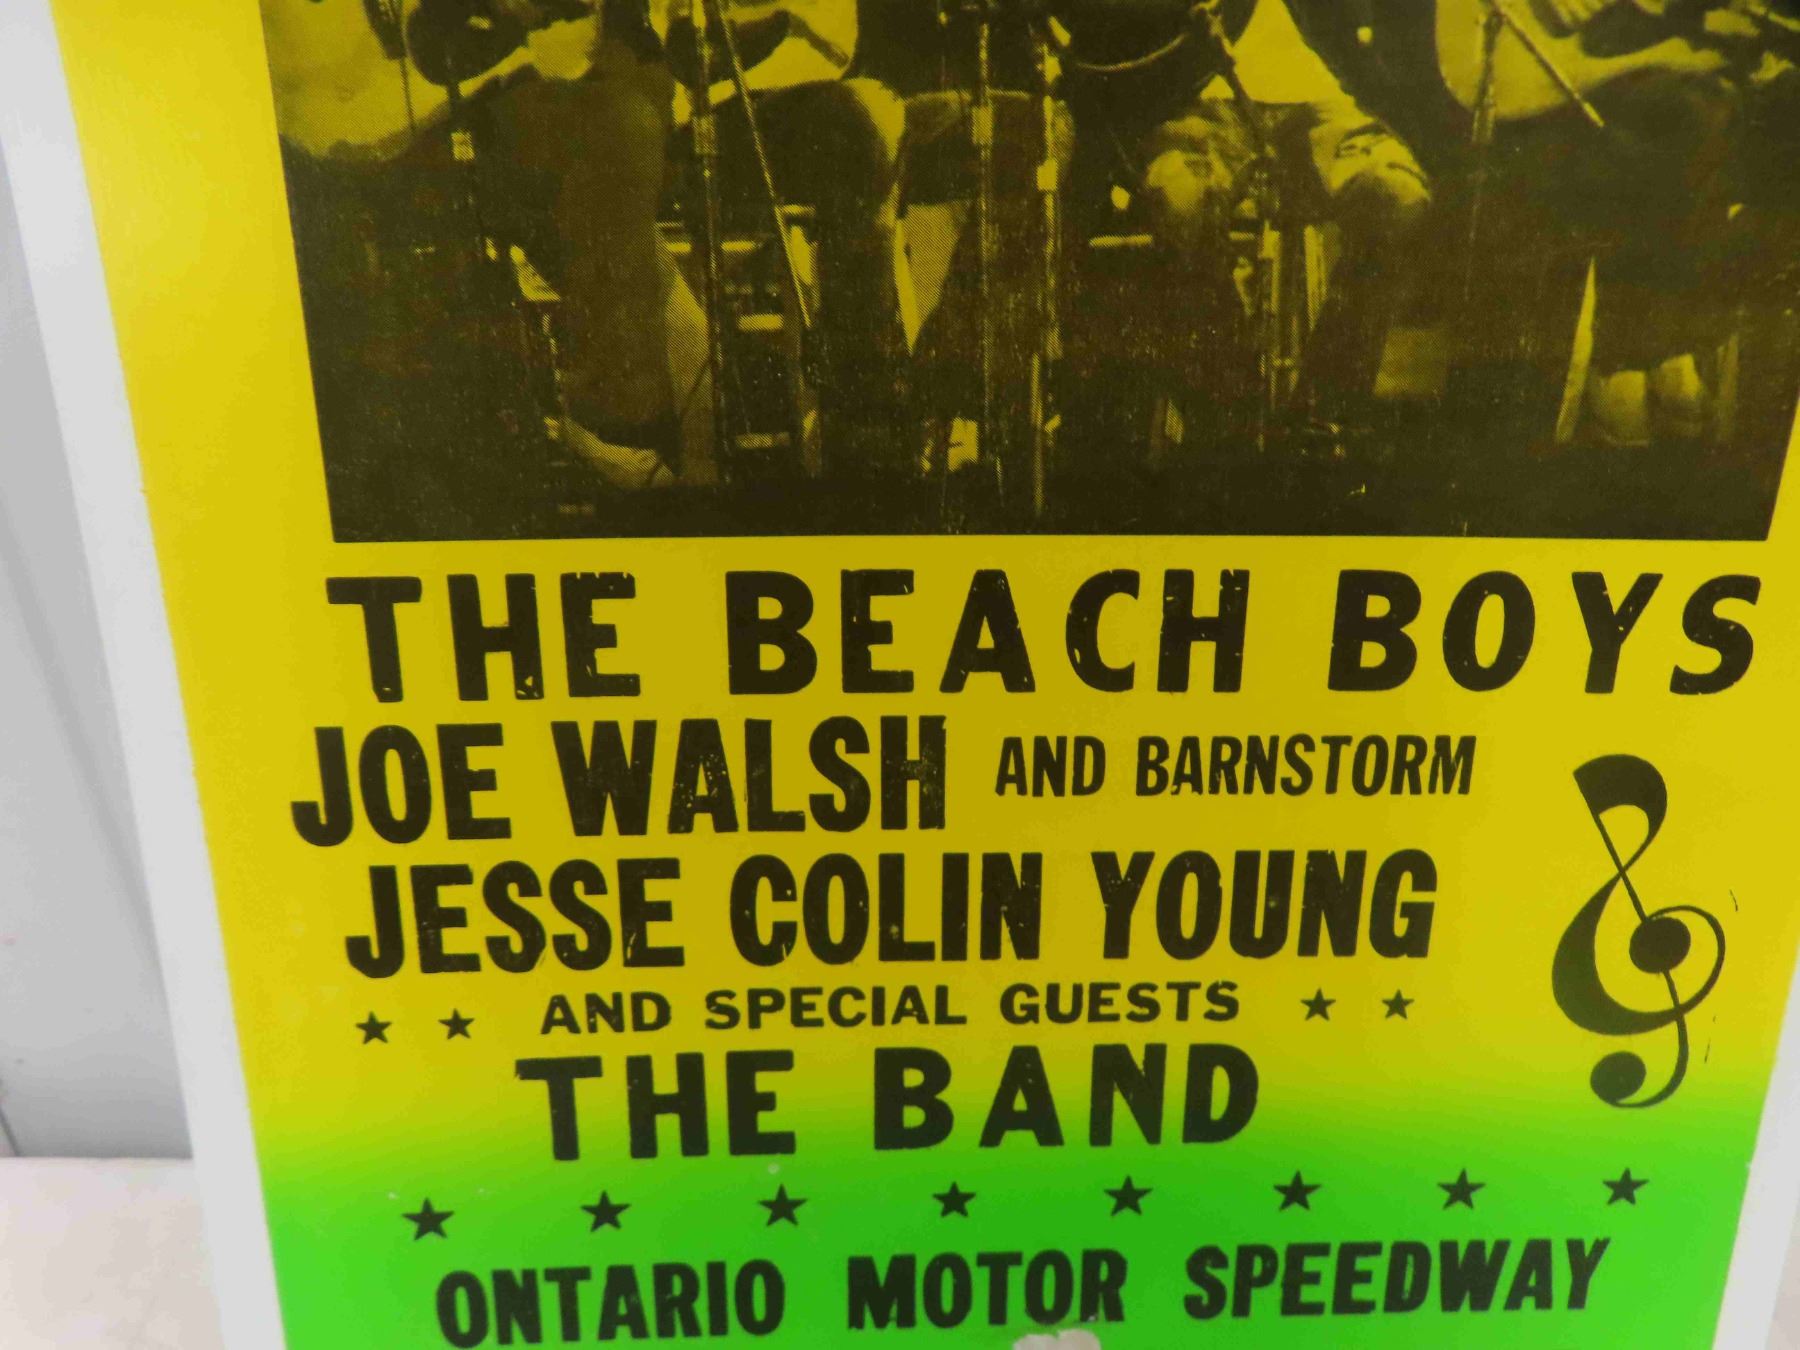 THE BEACH BOYS
JOE WALSH AND BARNSTORM
JESSE COLIN YOUNG
AND SPECIAL GUESTS
THE BAND
ONTARIO MOTOR SPEEDWAY